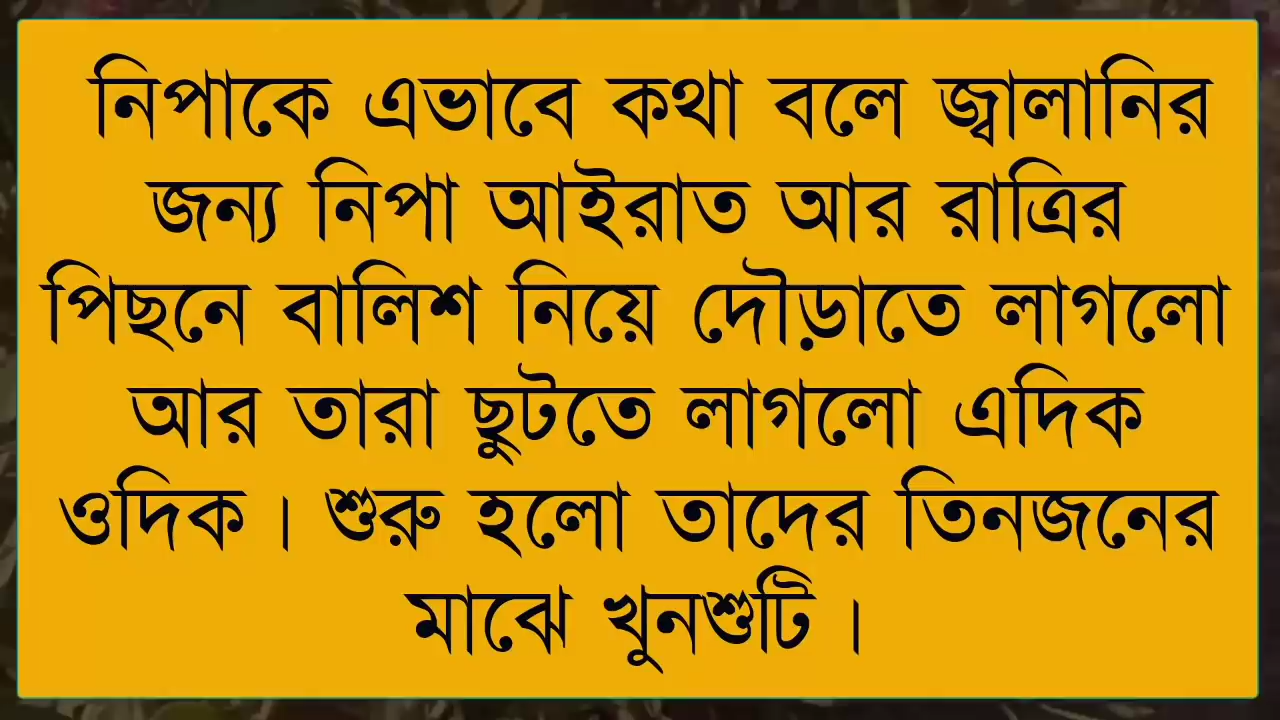 নিপাকে এভাবে কথা বলে জ্বালানির
জন্য নিপা আইরাত আর রাত্রির
পিছনে বালিশ নিয়ে দৌড়াতে লাগলো
আর তারা ছুটতে লাগলো এদিক
ওদিক। শুরু হলো তাদের তিনজনের
মাঝে খুনশুটি।